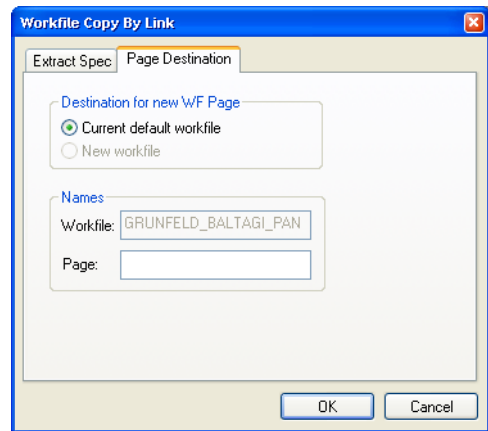 Workfile Copy By Link
Extract Spec Page Destination
Destination for new WF Page
Current default workfile
New workfile
Names
Workfile: GRUNFELD_BALTAGI_PAN
Page:
OK Cancel